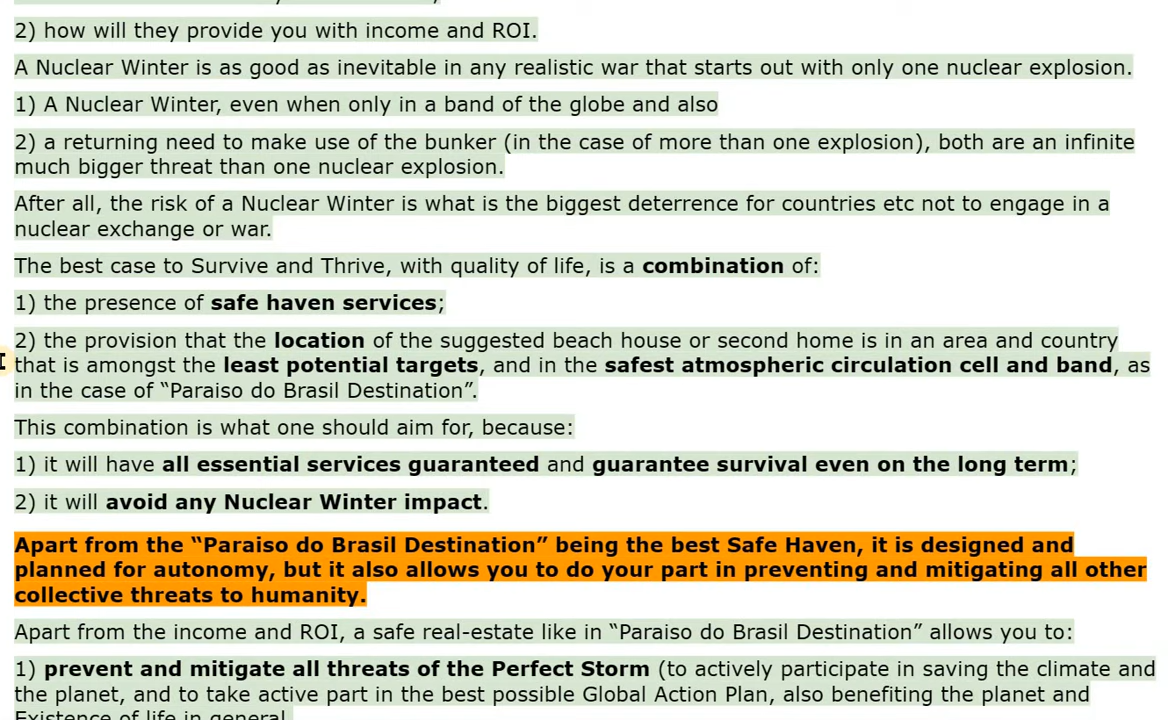 2) how will they provide you with income and ROI.
A Nuclear Winter is as good as inevitable in any realistic war that starts out with only one nuclear explosion.
1) A Nuclear Winter, even when only in a band of the globe and also
2) a returning need to make use of the bunker (in the case of more than one explosion), both are an infinite
much bigger threat than one nuclear explosion.
After all, the risk of a Nuclear Winter is what is the biggest deterrence for countries etc not to engage in a
nuclear exchange or war.
The best case to Survive and Thrive, with quality of life, is a combination of:
1) the presence of safe haven services;
2) the provision that the location of the suggested beach house or second home is in an area and country
that is amongst the least potential targets, and in the safest atmospheric circulation cell and band, as
in the case of “Paraiso do Brasil Destination”.
This combination is what one should aim for, because:
1) it will have all essential services guaranteed and guarantee survival even on the long term;
2) it will avoid any Nuclear Winter impact.
Apart from the “Paraiso do Brasil Destination” being the best Safe Haven, it is designed and
planned for autonomy, but it also allows you to do your part in preventing and mitigating all other
collective threats to humanity.
Apart from the income and ROI, a safe real-estate like in “Paraiso do Brasil Destination” allows you to:
1) prevent and mitigate all threats of the Perfect Storm (to actively participate in saving the climate and
the planet, and to take active part in the best possible Global Action Plan, also benefiting the planet and
Existence of life in general